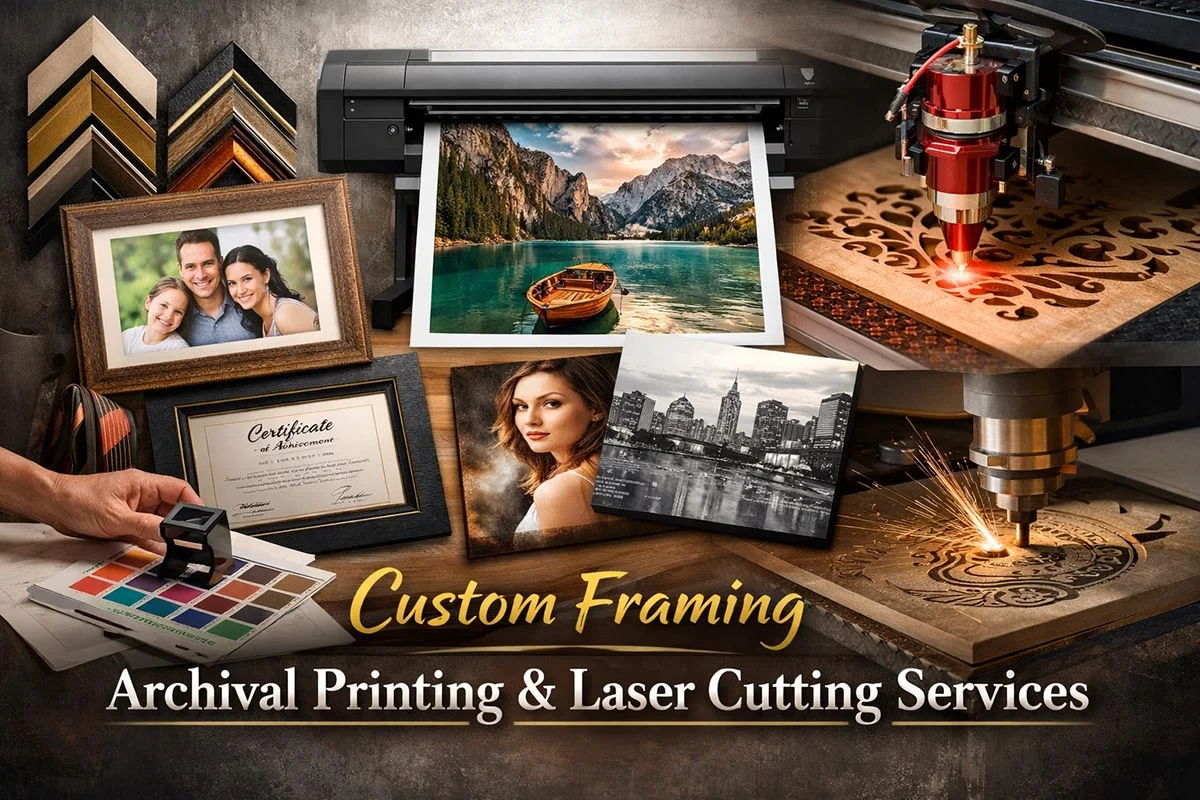 Certificate
of Achievement
Custom Framing
Archival Printing & Laser Cutting Services